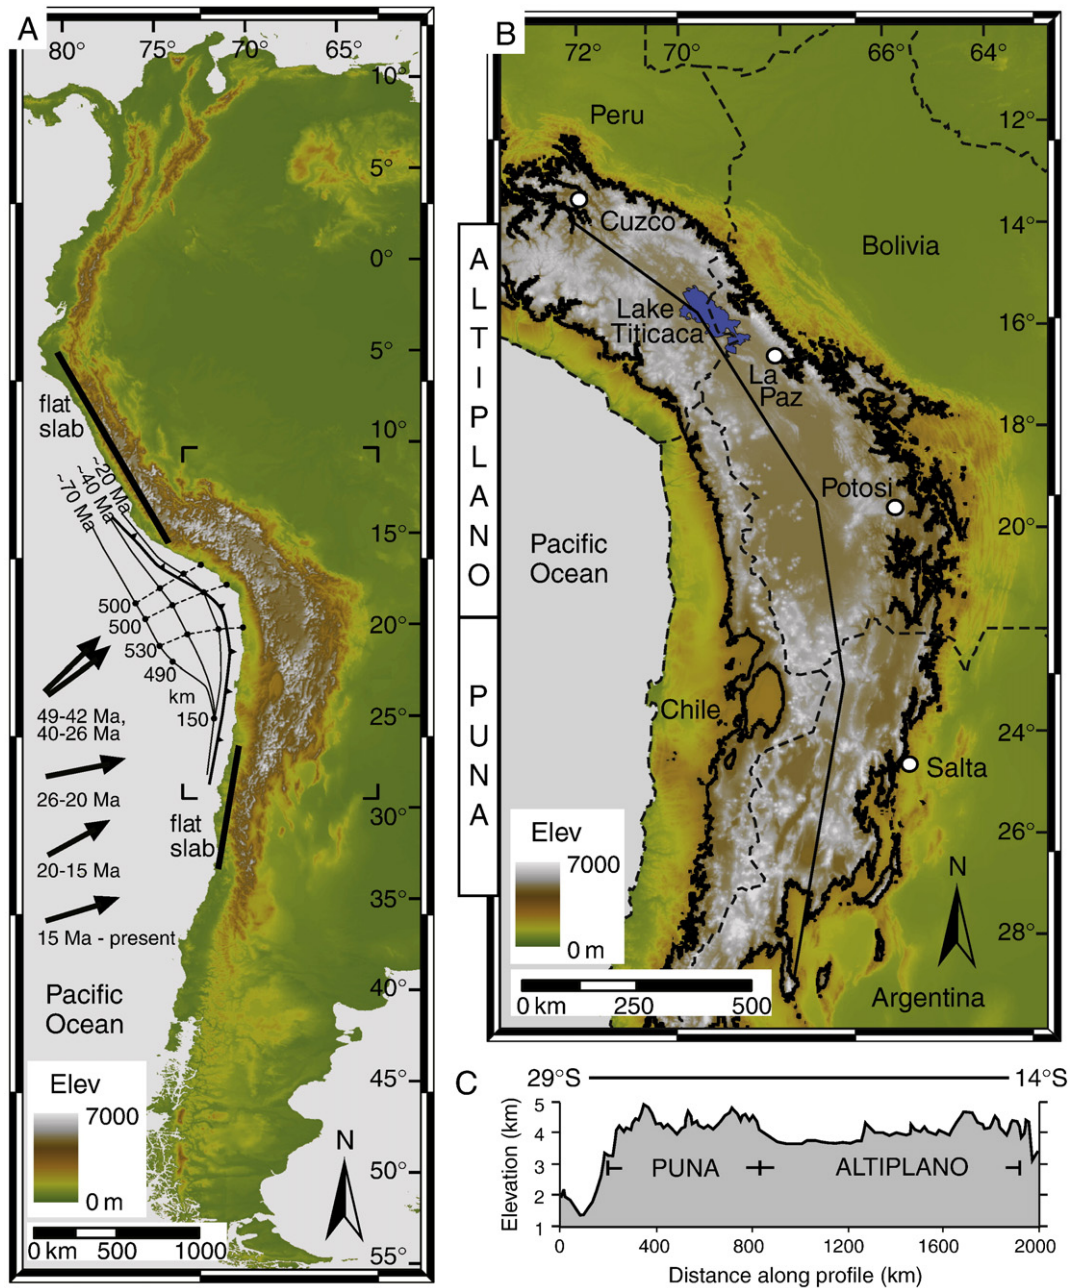 A
80° 75° 70° 65°
10°
5°
0°
5°
10°
15°
20°
25°
30°
35°
40°
45°
50°
55°
flat
slab
~20 Ma
~40 Ma
~70 Ma
500
500
530
490
km
150
49-42 Ma,
40-26 Ma
26-20 Ma
20-15 Ma
15 Ma - present
flat
slab
Pacific
Ocean
Elev
7000
0 m
N
0 km 500 1000
ALTIPLANO
PUNA
B
72° 70° 66° 64°
12°
14°
16°
18°
20°
24°
26°
28°
Peru
Cuzco
Bolivia
Lake
Titicaca
La
Paz
Potosi
Pacific
Ocean
Chile
Salta
Elev
7000
0 m
N
0 km 250 500
Argentina
C
29°S 14°S
Elevation (km)
5
4
3
2
1
PUNA ALTIPLANO
0 400 800 1200 1600 2000
Distance along profile (km)